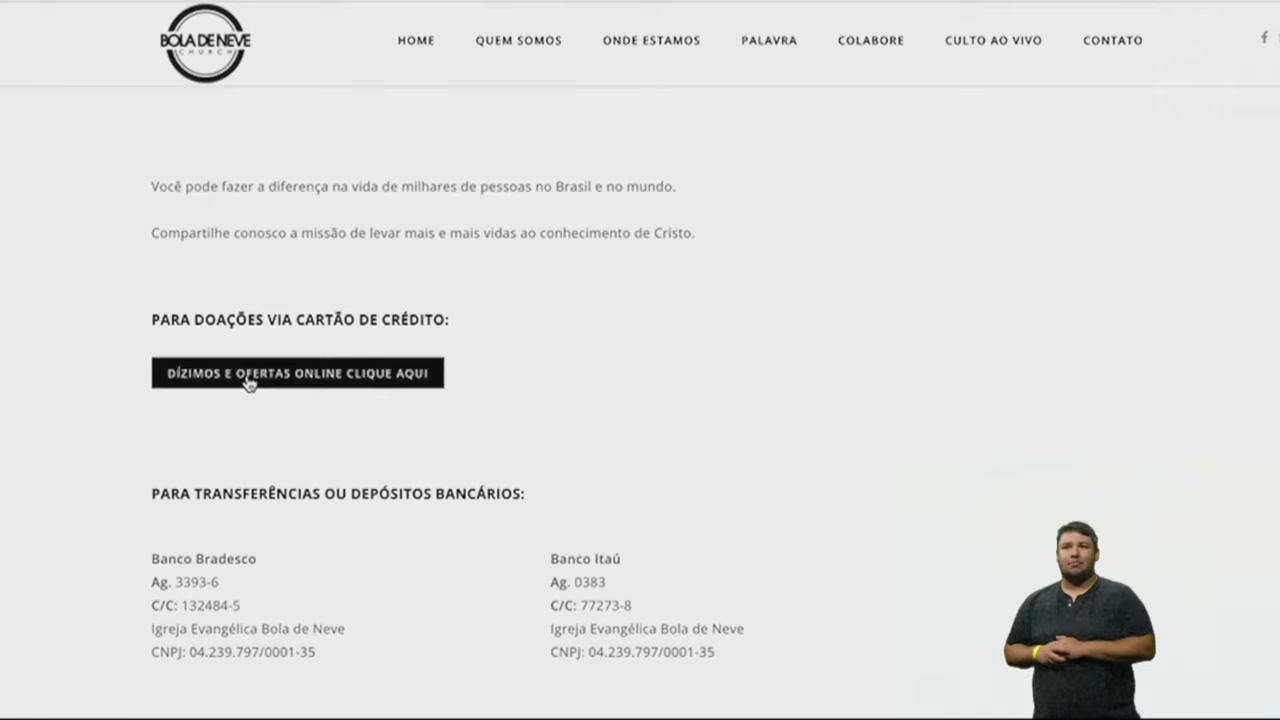 BOLA DE NEVE
CHURCH
HOME QUEM SOMOS ONDE ESTAMOS PALAVRA COLABORE CULTO AO VIVO CONTATO
Você pode fazer a diferença na vida de milhares de pessoas no Brasil e no mundo.
Compartilhe conosco a missão de levar mais e mais vidas ao conhecimento de Cristo.
PARA DOAÇÕES VIA CARTÃO DE CRÉDITO:
DÍZIMOS E OFERTAS ONLINE CLIQUE AQUI
PARA TRANSFERÊNCIAS OU DEPÓSITOS BANCÁRIOS:
Banco Bradesco
Ag. 3393-6
C/C: 132484-5
Igreja Evangélica Bola de Neve
CNPJ: 04.239.797/0001-35
Banco Itaú
Ag. 0383
C/C: 77273-8
Igreja Evangélica Bola de Neve
CNPJ: 04.239.797/0001-35